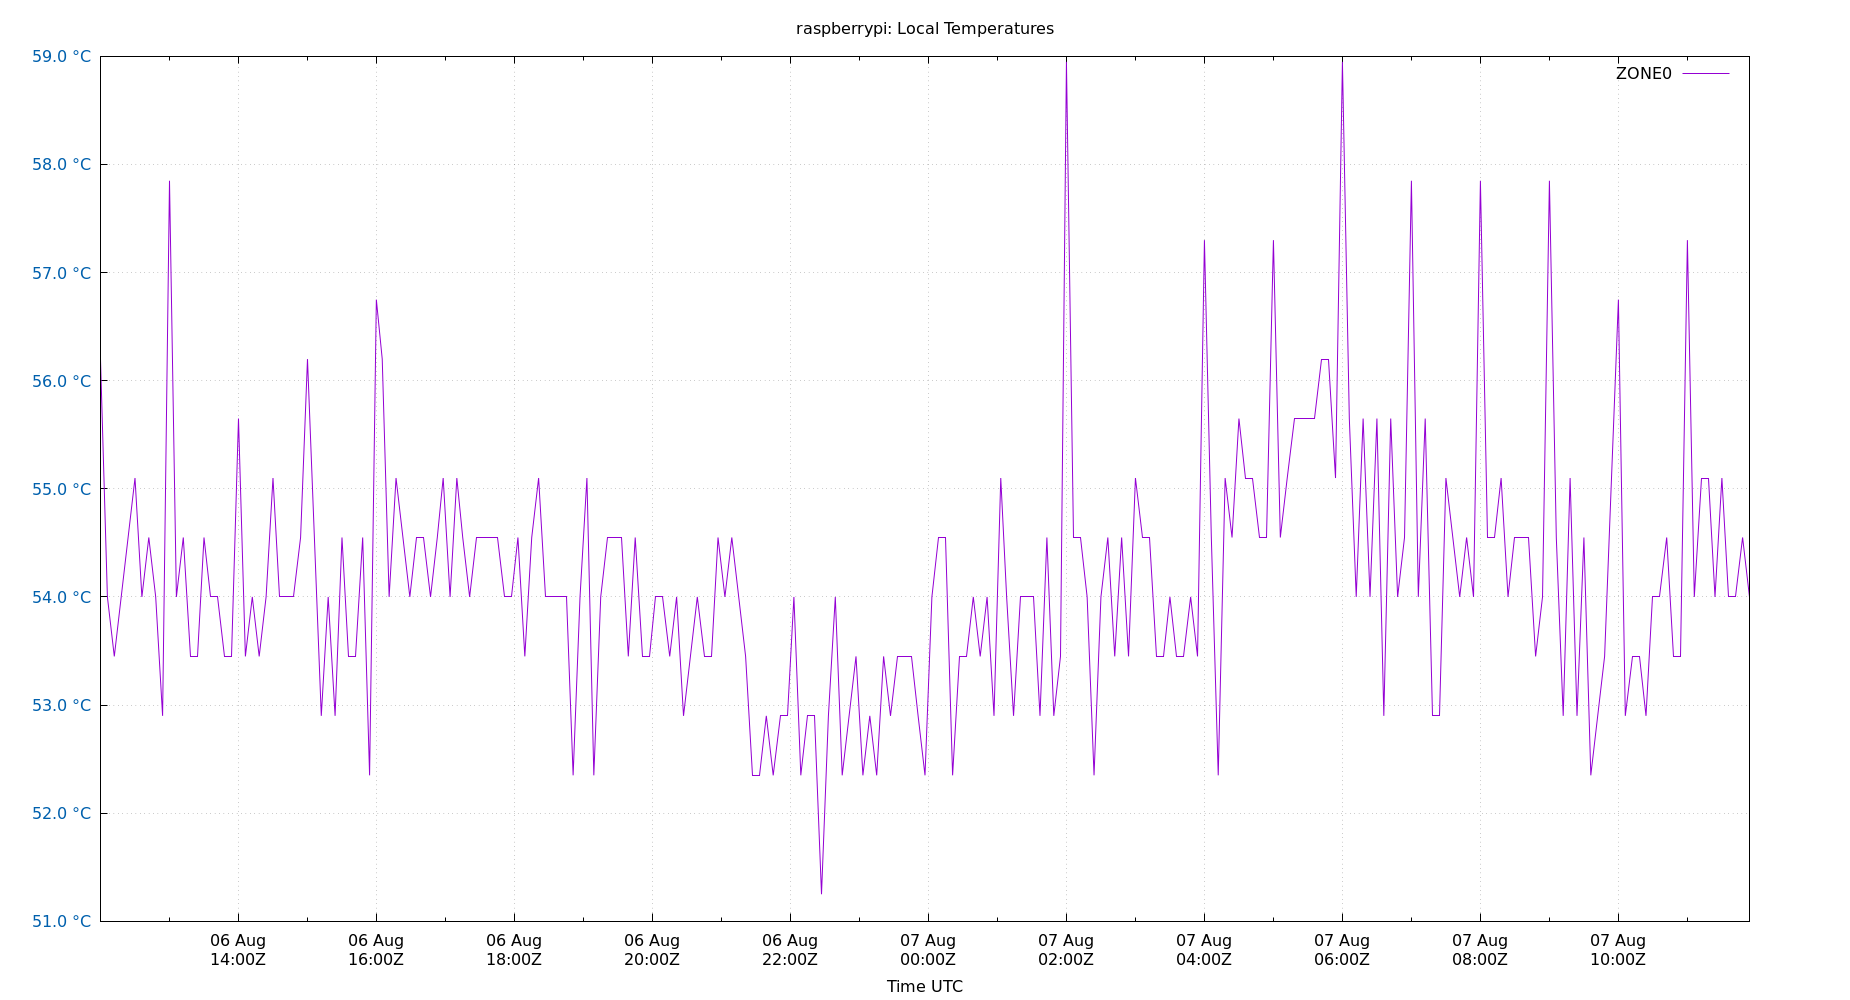 raspberrypi: Local Temperatures
59.0 °C
ZONE0
58.0 °C
57.0 °C
56.0 °C
55.0 °C
54.0 °C
53.0 °C
52.0 °C
51.0 °C
06 Aug 06 Aug 06 Aug 06 Aug 06 Aug 07 Aug 07 Aug 07 Aug 07 Aug 07 Aug 07 Aug
14:00Z 16:00Z 18:00Z 20:00Z 22:00Z 00:00Z 02:00Z 04:00Z 06:00Z 08:00Z 10:00Z
Time UTC